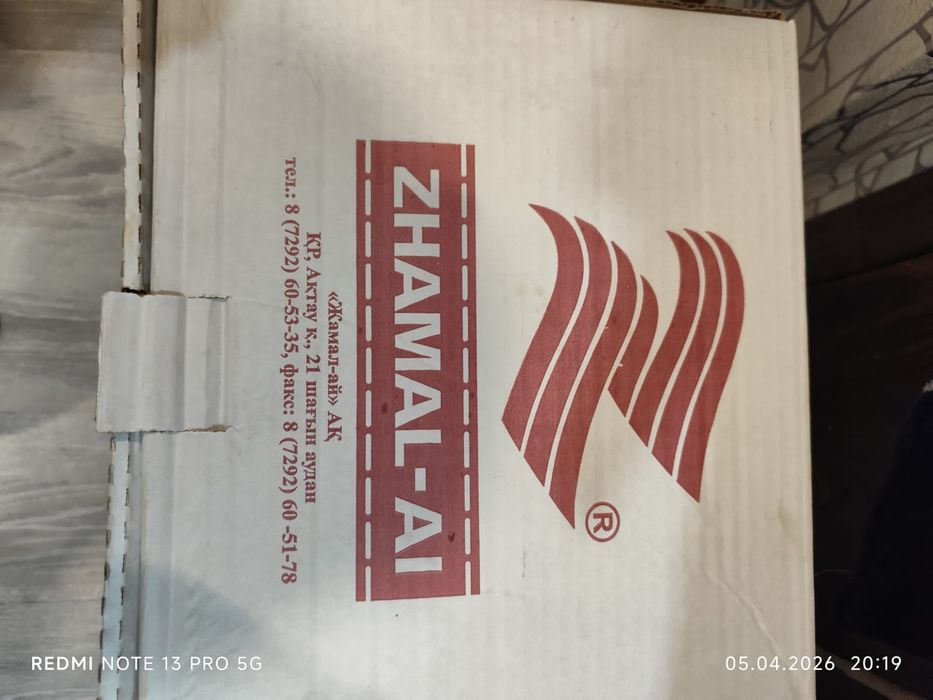 ®
ZHAMAL-AI
«Жамал-ай» АҚ
ҚР, Ақтау қ., 21 шағын аудан
тел.: 8 (7292) 60-53-35, факс: 8 (7292) 60 -51-78
REDMI NOTE 13 PRO 5G
05.04.2026 20:19